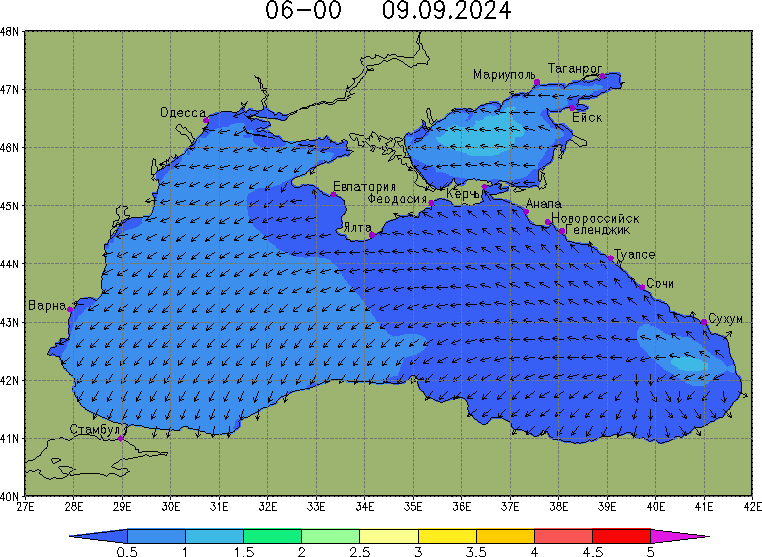 06-00 09.09.2024
48N
Таганрог
Мариуполь
47N
Одесса
Ейск
46N
Евпатория
Керчь
Феодосия
Анапа
45N
Новороссийск
Ялта
Геленджик
Туапсе
44N
Сочи
Варна
43N
Сухум
42N
Стамбул
41N
40N
27E 28E 29E 30E 31E 32E 33E 34E 35E 36E 37E 38E 39E 40E 41E 42E
0.5 1 1.5 2 2.5 3 3.5 4 4.5 5